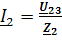 I₂ = U₂₃ / Z₂